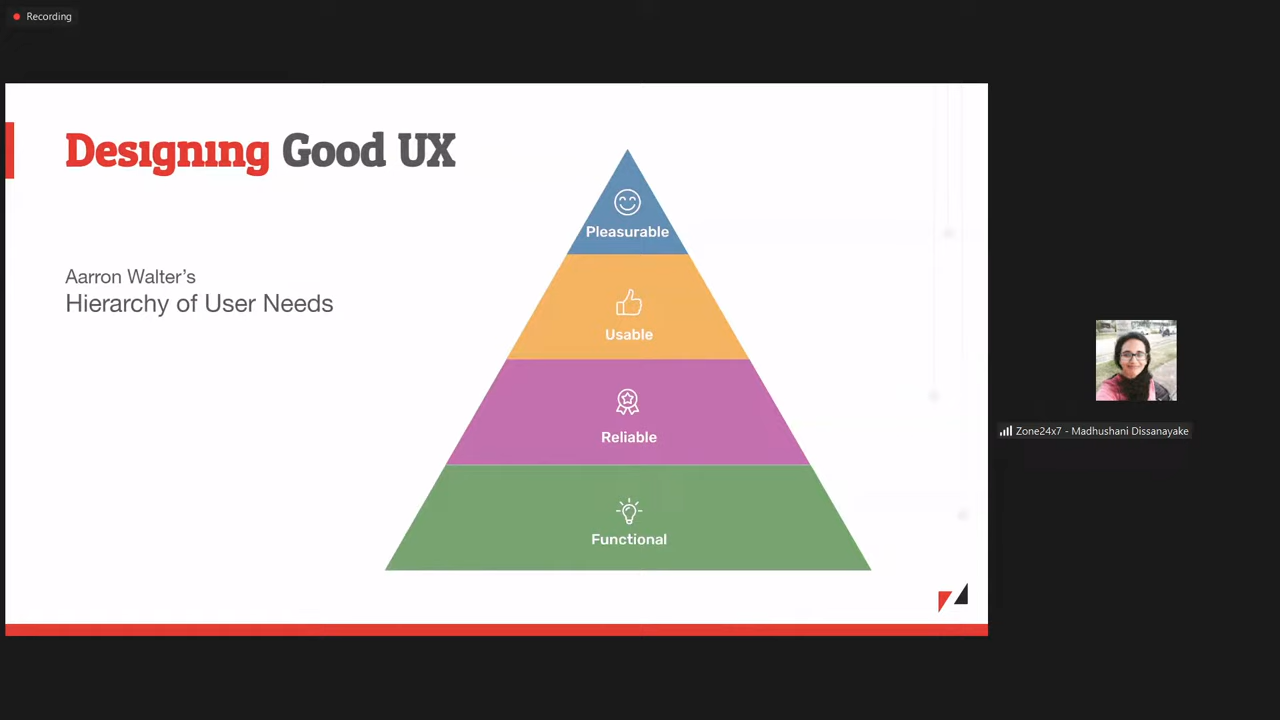 Recording
Designing Good UX
Aarron Walter's
Hierarchy of User Needs
Pleasurable
Usable
Reliable
Functional
Zone24x7 - Madhushani Dissanayake